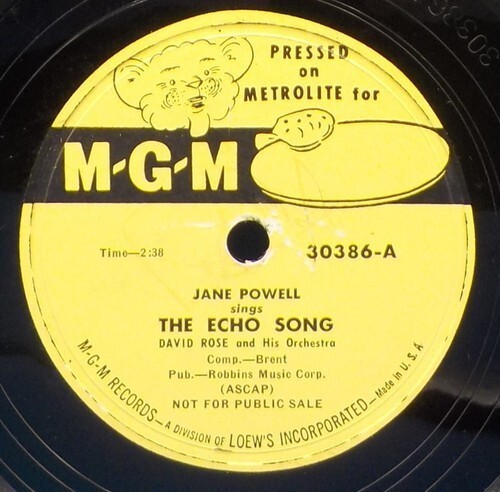 PRESSED
on
METROLITE for
M-G-M
Time—2:38
30386-A
JANE POWELL
sings
THE ECHO SONG
DAVID ROSE and His Orchestra
Comp.—Brent
Pub.—Robbins Music Corp.
(ASCAP)
NOT FOR PUBLIC SALE
M-G-M RECORDS—A DIVISION OF LOEW'S INCORPORATED—Made in U. S. A